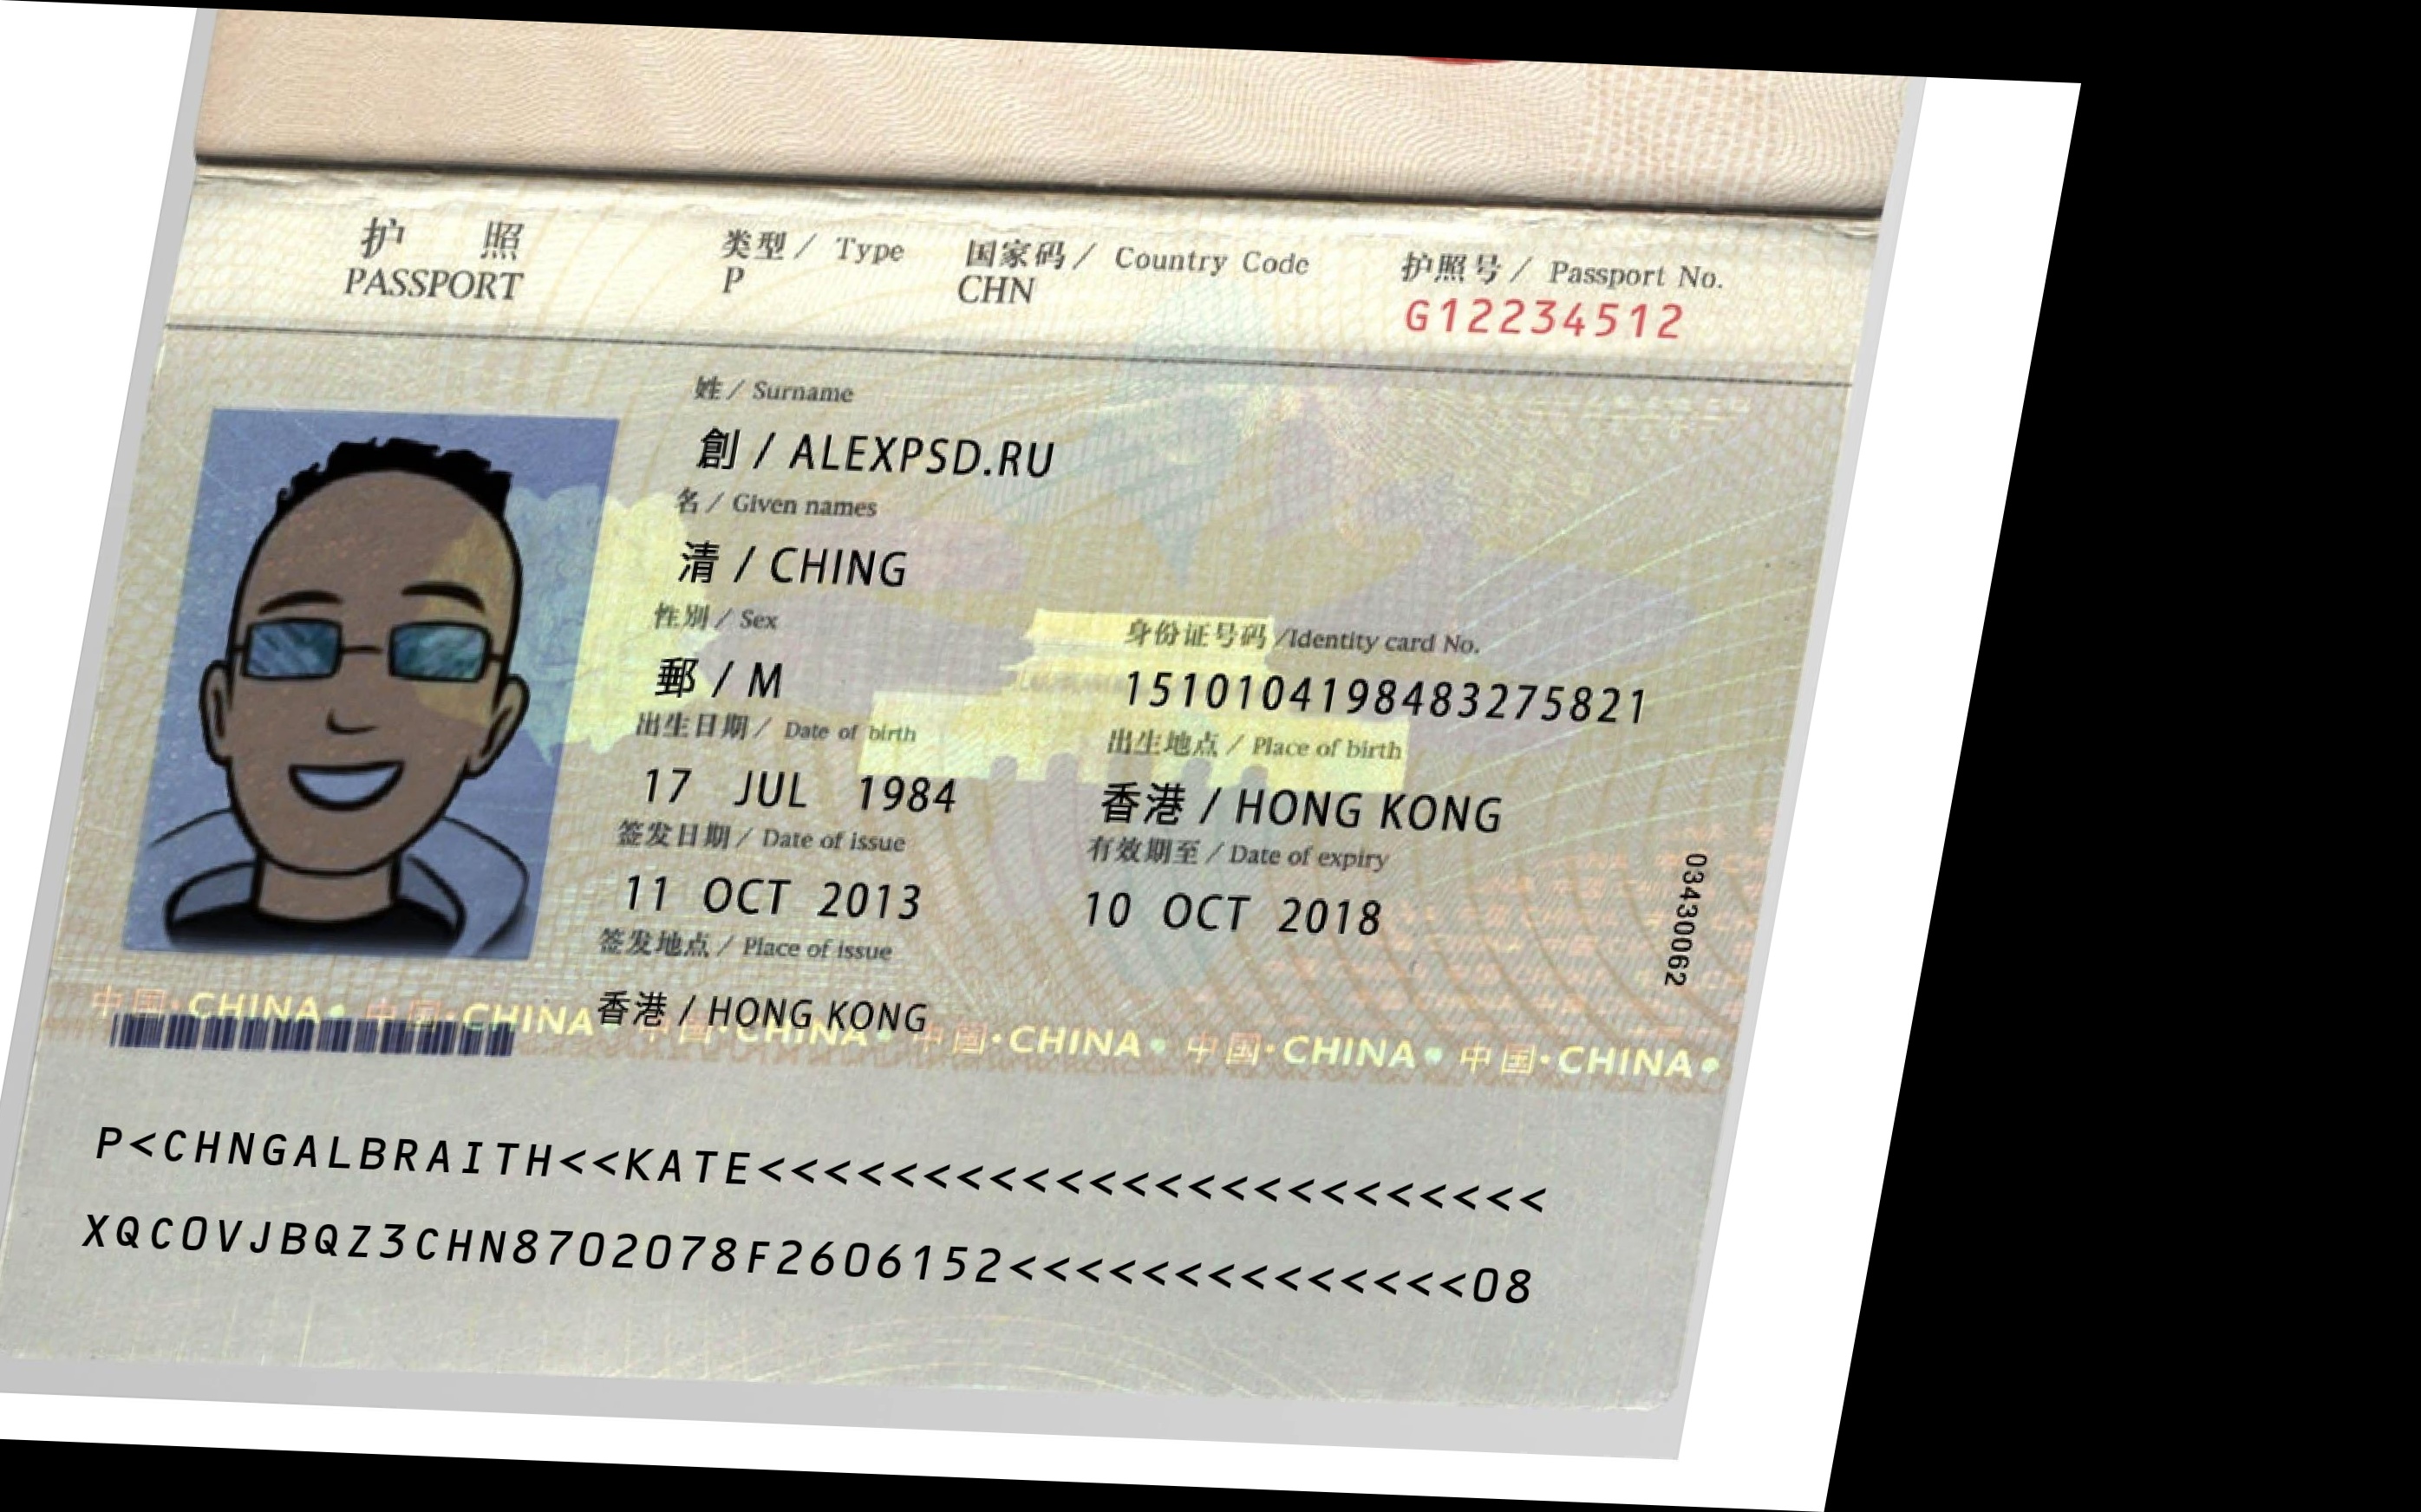 护 照
PASSPORT
类型 / Type
P
国家码 / Country Code
CHN
护照号 / Passport No.
G12234512
姓 / Surname
創 / ALEXPSD.RU
名 / Given names
清 / CHING
性别 / Sex
郵 / M
身份证号码 /Identity card No.
151010419848327582​1
出生日期 / Date of birth
17 JUL 1984
出生地点 / Place of birth
香港 / HONG KONG
签发日期 / Date of issue
11 OCT 2013
有效期至 / Date of expiry
10 OCT 2018
签发地点 / Place of issue
香港 / HONG KONG
03430062
中国·CHINA• 中国·CHINA 中国·CHINA• 中国·CHINA• 中国·CHINA• 中国·CHINA•
P<CHNGALBRAITH<<KATE<<<<<<<<<<<<<<<<<<<<<<<<
XQCOVJBQZ3CHN8702078F2606152<<<<<<<<<<<<<<08